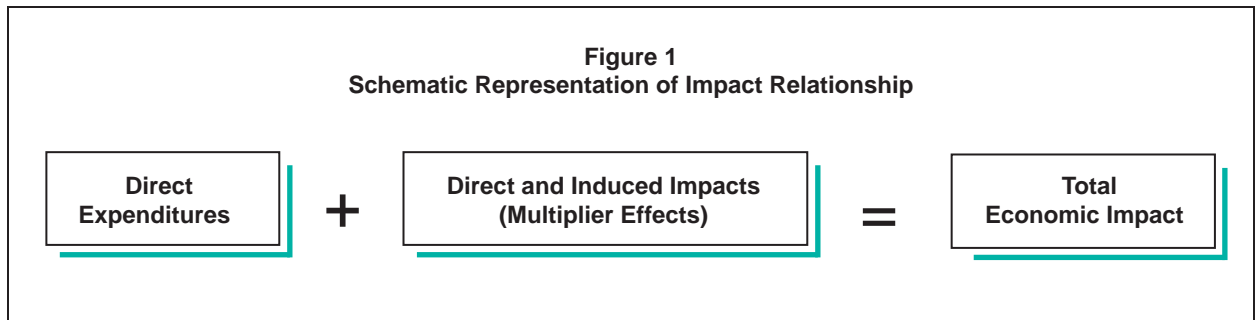 Figure 1
Schematic Representation of Impact Relationship
Direct
Expenditures
+
Direct and Induced Impacts
(Multiplier Effects)
=
Total
Economic Impact